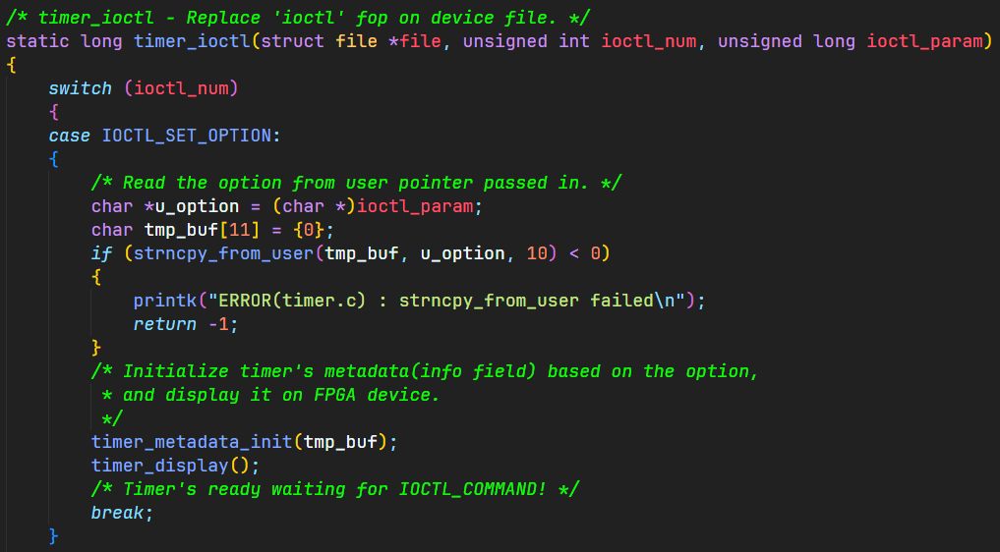 /* timer_ioctl - Replace 'ioctl' fop on device file. */
static long timer_ioctl(struct file *file, unsigned int ioctl_num, unsigned long ioctl_param)
{
    switch (ioctl_num)
    {
    case IOCTL_SET_OPTION:
    {
        /* Read the option from user pointer passed in. */
        char *u_option = (char *)ioctl_param;
        char tmp_buf[11] = {0};
        if (strncpy_from_user(tmp_buf, u_option, 10) < 0)
        {
            printk("ERROR(timer.c) : strncpy_from_user failed\n");
            return -1;
        }
        /* Initialize timer's metadata(info field) based on the option,
         * and display it on FPGA device.
         */
        timer_metadata_init(tmp_buf);
        timer_display();
        /* Timer's ready waiting for IOCTL_COMMAND! */
        break;
    }